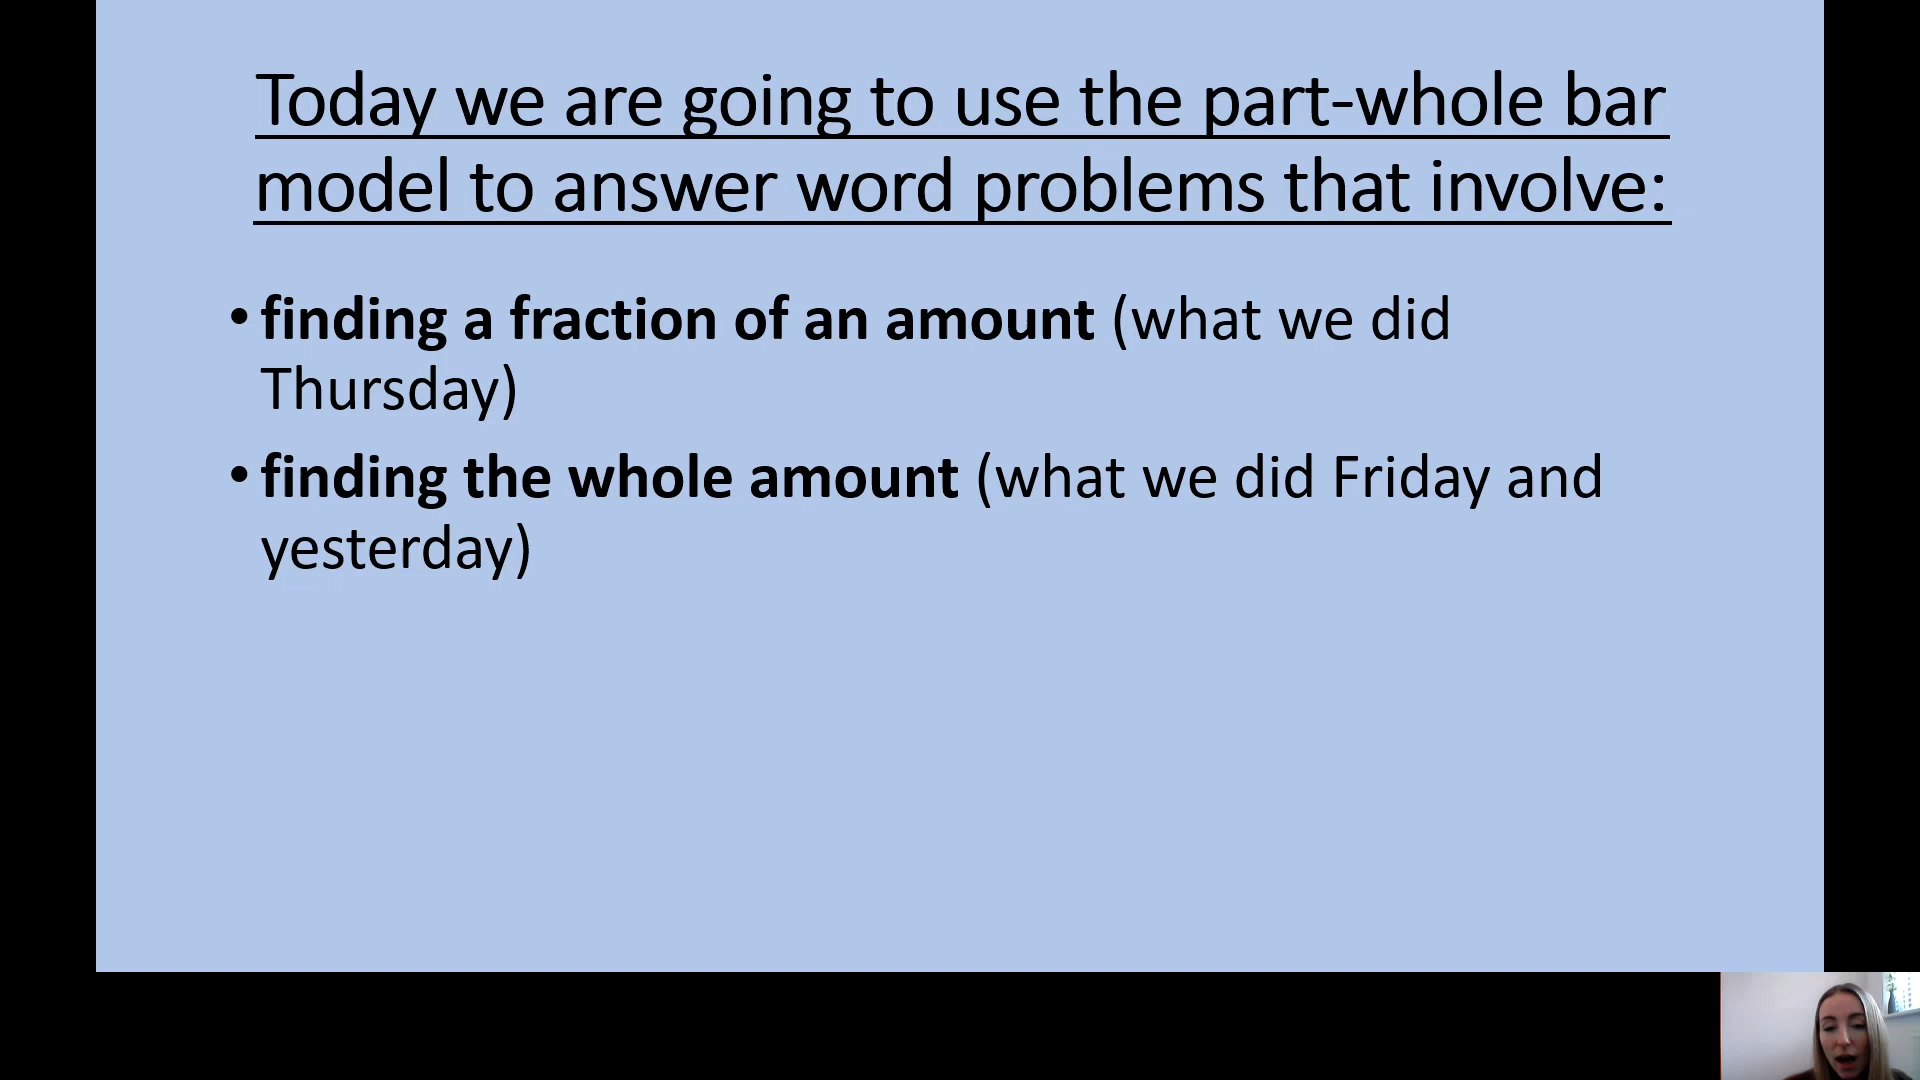 Today we are going to use the part-whole bar
model to answer word problems that involve:
• finding a fraction of an amount (what we did
Thursday)
• finding the whole amount (what we did Friday and
yesterday)